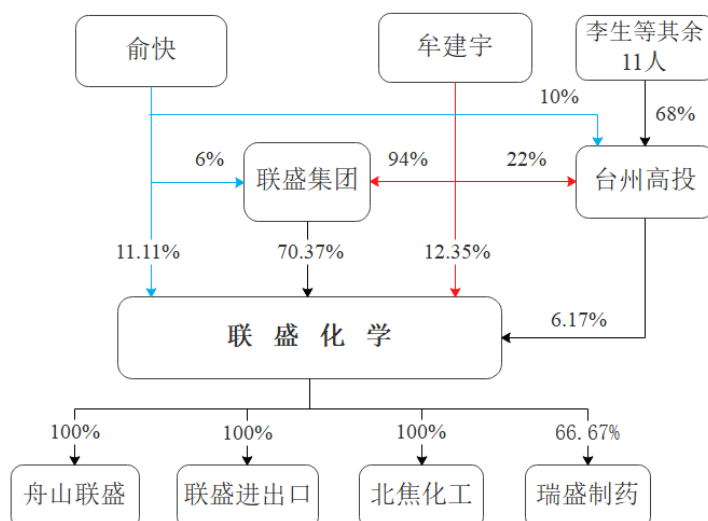 俞快
牟建宇
李生等其余
11人
10%
68%
6%
联盛集团
94%
22%
台州高投
11.11%
70.37%
12.35%
6.17%
联盛化学
100%
100%
100%
66.67%
舟山联盛
联盛进出口
北焦化工
瑞盛制药